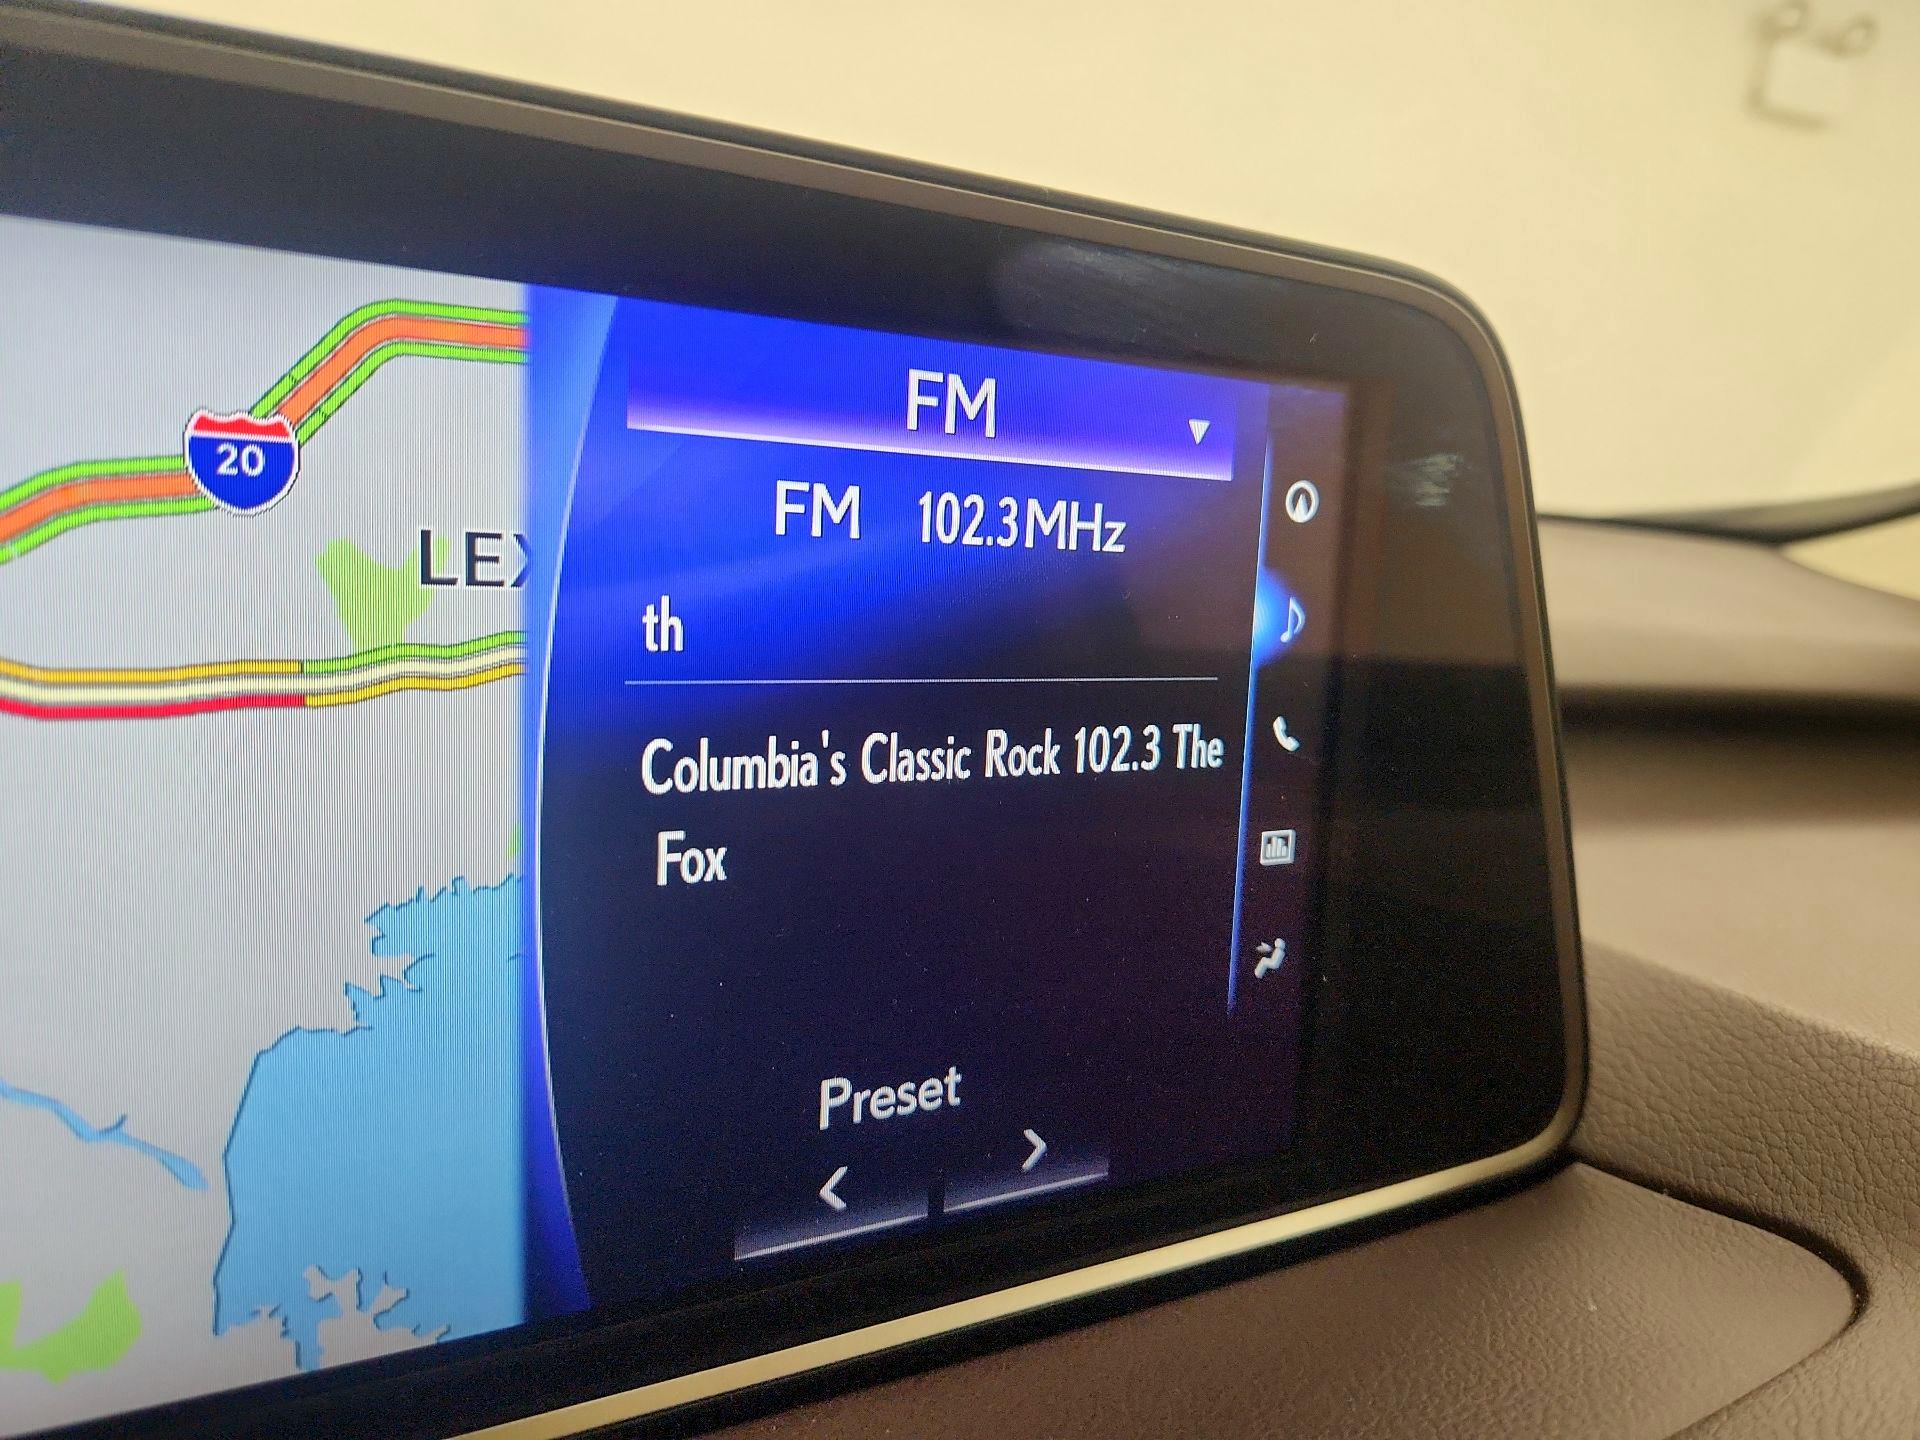 20
LEX
FM
FM 102.3MHz
th
Columbia's Classic Rock 102.3 The
Fox
Preset